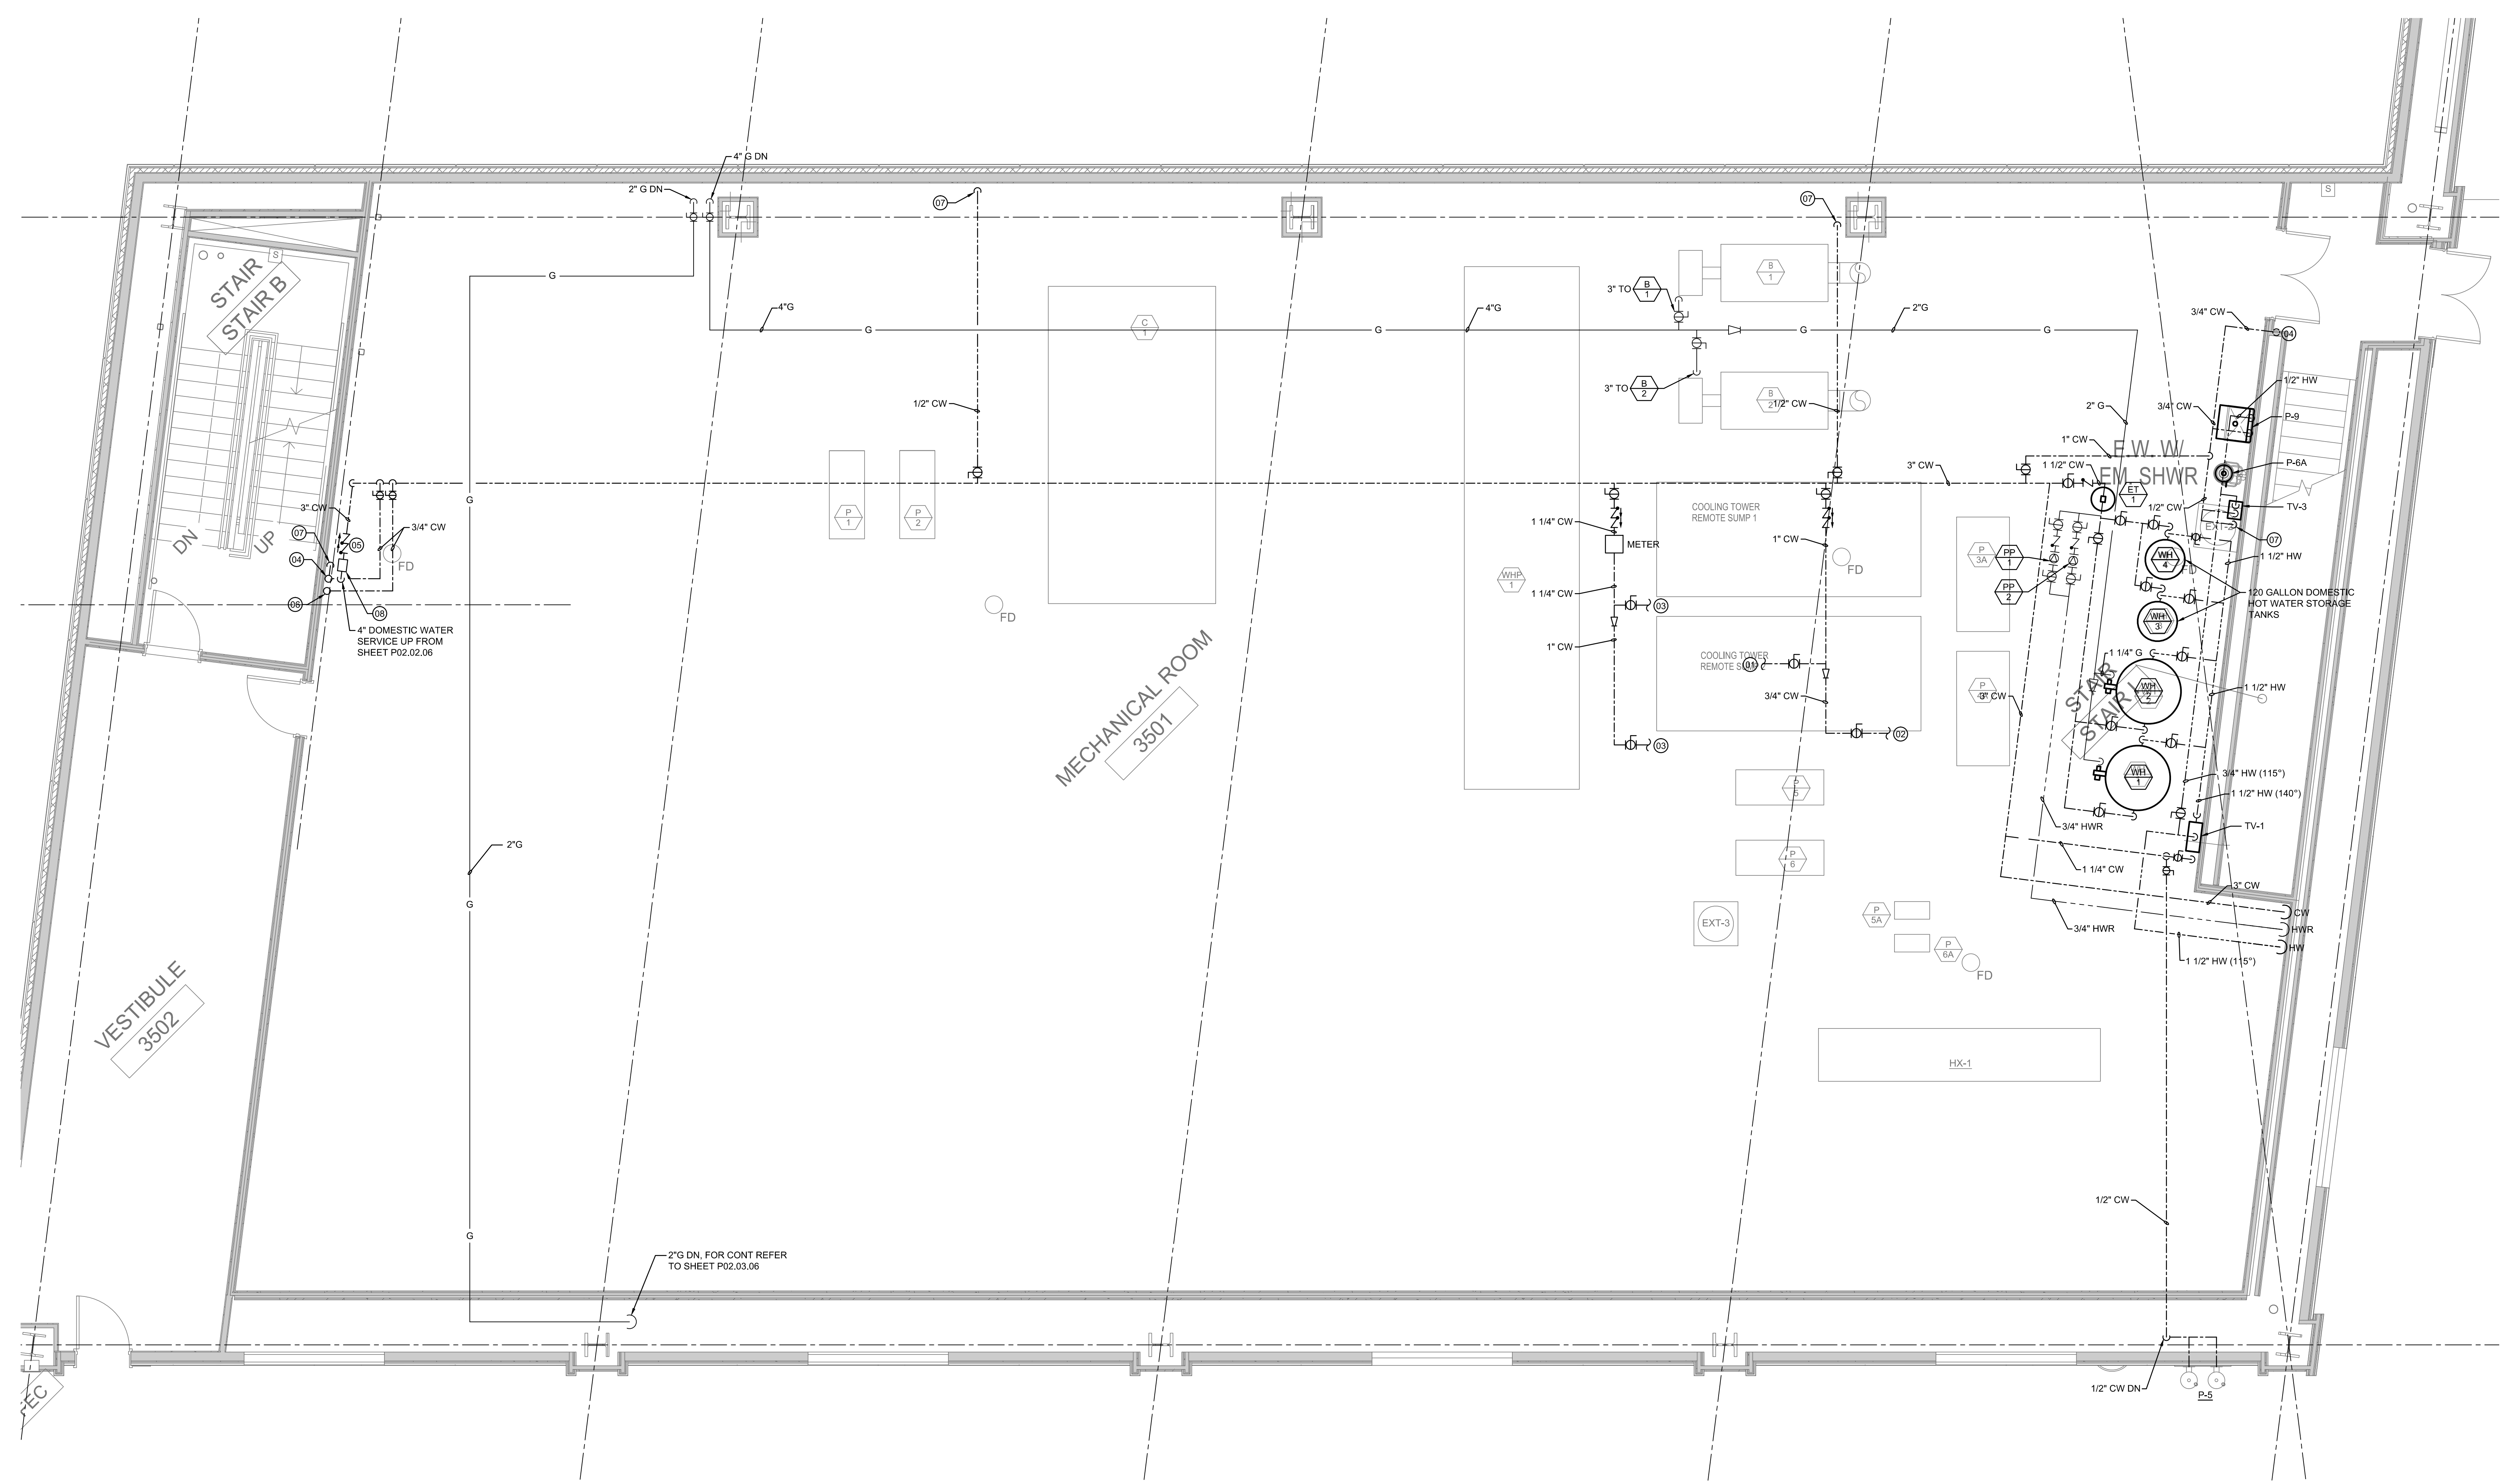 4" G DN
2" G DN
07
07
S
S
STAIR
STAIR B
DN
UP
G
4"G
G
C
1
G
4"G
3" TO
B
1
B
1
G
2"G
G
3/4" CW
04
3" TO
B
2
B
2
1/2" CW
1/2" CW
1/2" HW
3/4" CW
P-9
2" G
1" CW
E W W/
EM SHWR
P-6A
3" CW
1 1/2" CW
ET
1
1/2" CW
TV-3
EXT-2
07
1 1/2" HW
G
3" CW
3/4" CW
07
05
04
FD
06
08
4" DOMESTIC WATER
SERVICE UP FROM
SHEET P02.02.06
P
1
P
2
FD
WHP
1
1 1/4" CW
METER
1 1/4" CW
03
1" CW
03
COOLING TOWER
REMOTE SUMP 1
1" CW
FD
COOLING TOWER
REMOTE SUMP
01
3/4" CW
02
P
3A
PP
1
PP
2
WH
4
FD
120 GALLON DOMESTIC
HOT WATER STORAGE
TANKS
WH
3
1 1/4" G
WH
2
1 1/2" HW
P
3" CW
STAIR
STAIR I
WH
1
3/4" HW (115°)
1 1/2" HW (140°)
3/4" HWR
TV-1
1 1/4" CW
3" CW
CW
HWR
HW
3/4" HWR
1 1/2" HW (115°)
MECHANICAL ROOM
3501
P
5
P
6
EXT-3
P
5A
P
6A
FD
HX-1
2"G
G
VESTIBULE
3502
G
2"G DN, FOR CONT REFER
TO SHEET P02.03.06
1/2" CW
1/2" CW DN
P-5
FEC